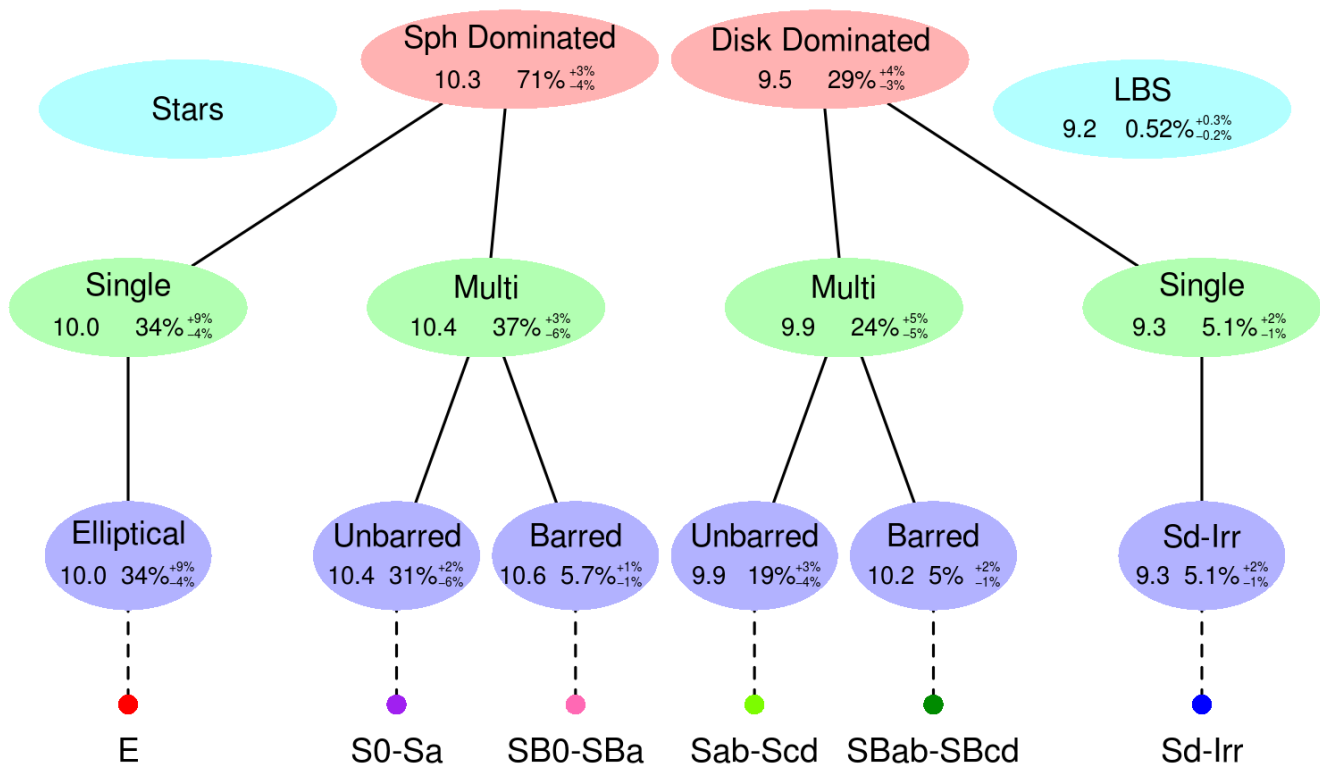 Sph Dominated
10.3 71% +3% −4%
Disk Dominated
9.5 29% +4% −3%
Stars
LBS
9.2 0.52% +0.3% −0.2%
Single
10.0 34% +9% −4%
Multi
10.4 37% +3% −6%
Multi
9.9 24% +5% −5%
Single
9.3 5.1% +2% −1%
Elliptical
10.0 34% +9% −4%
Unbarred
10.4 31% +2% −6%
Barred
10.6 5.7% +1% −1%
Unbarred
9.9 19% +3% −4%
Barred
10.2 5% +2% −1%
Sd-Irr
9.3 5.1% +2% −1%
E
S0-Sa
SB0-SBa
Sab-Scd
SBab-SBcd
Sd-Irr